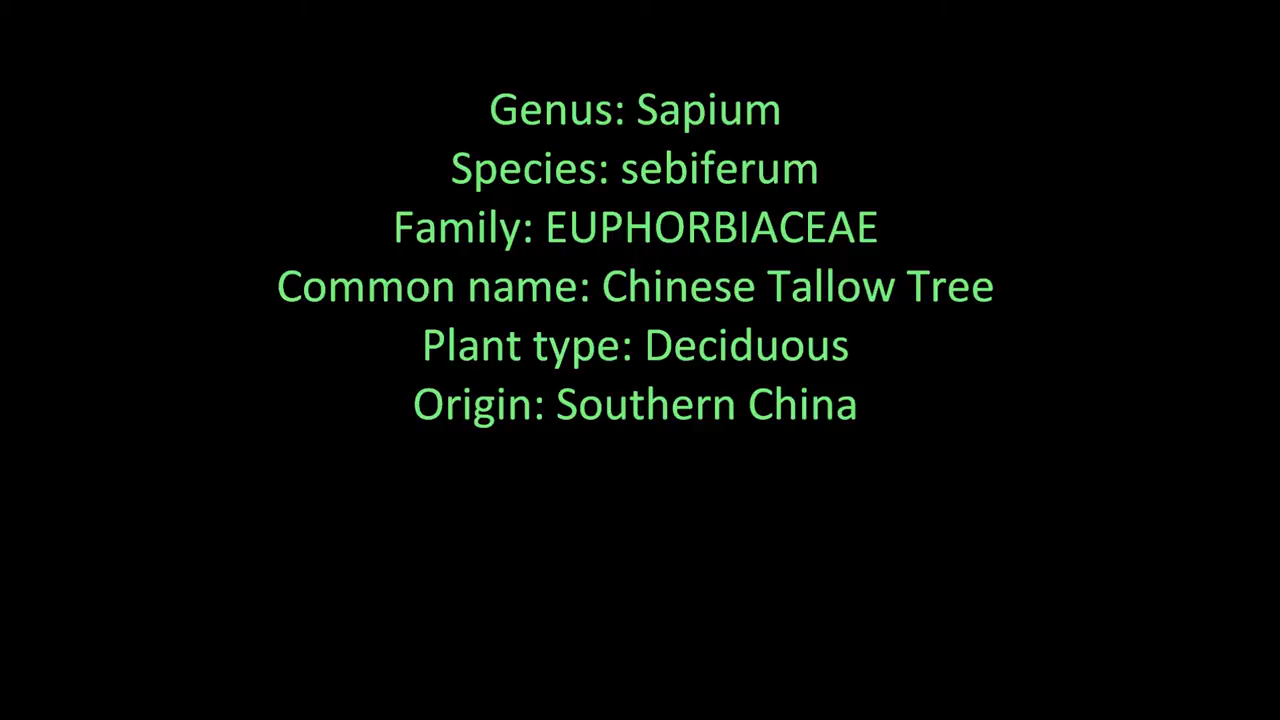 Genus: Sapium
Species: sebiferum
Family: EUPHORBIACEAE
Common name: Chinese Tallow Tree
Plant type: Deciduous
Origin: Southern China